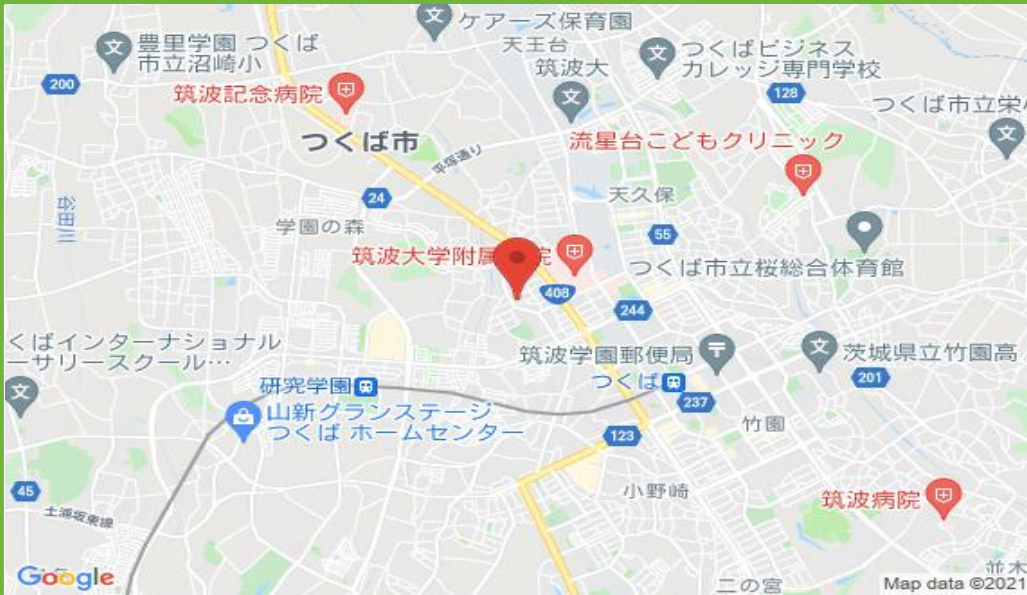 ケアーズ保育園
豊里学園 つくば
市立沼崎小
天王台
つくばビジネス
カレッジ専門学校
筑波大
200
筑波記念病院
128
つくば市立栄
つくば市
流星台こどもクリニック
平塚通り
24
天久保
谷田川
学園の森
55
筑波大学附属
院
つくば市立桜総合体育館
408
244
くばインターナショナル
ーサリースクール…
筑波学園郵便局
茨城県立竹園高
つくば
201
研究学園
237
山新グランステージ
つくば ホームセンター
竹園
123
45
小野崎
筑波病院
土浦坂東線
Google
二の宮
並木
Map data ©2021